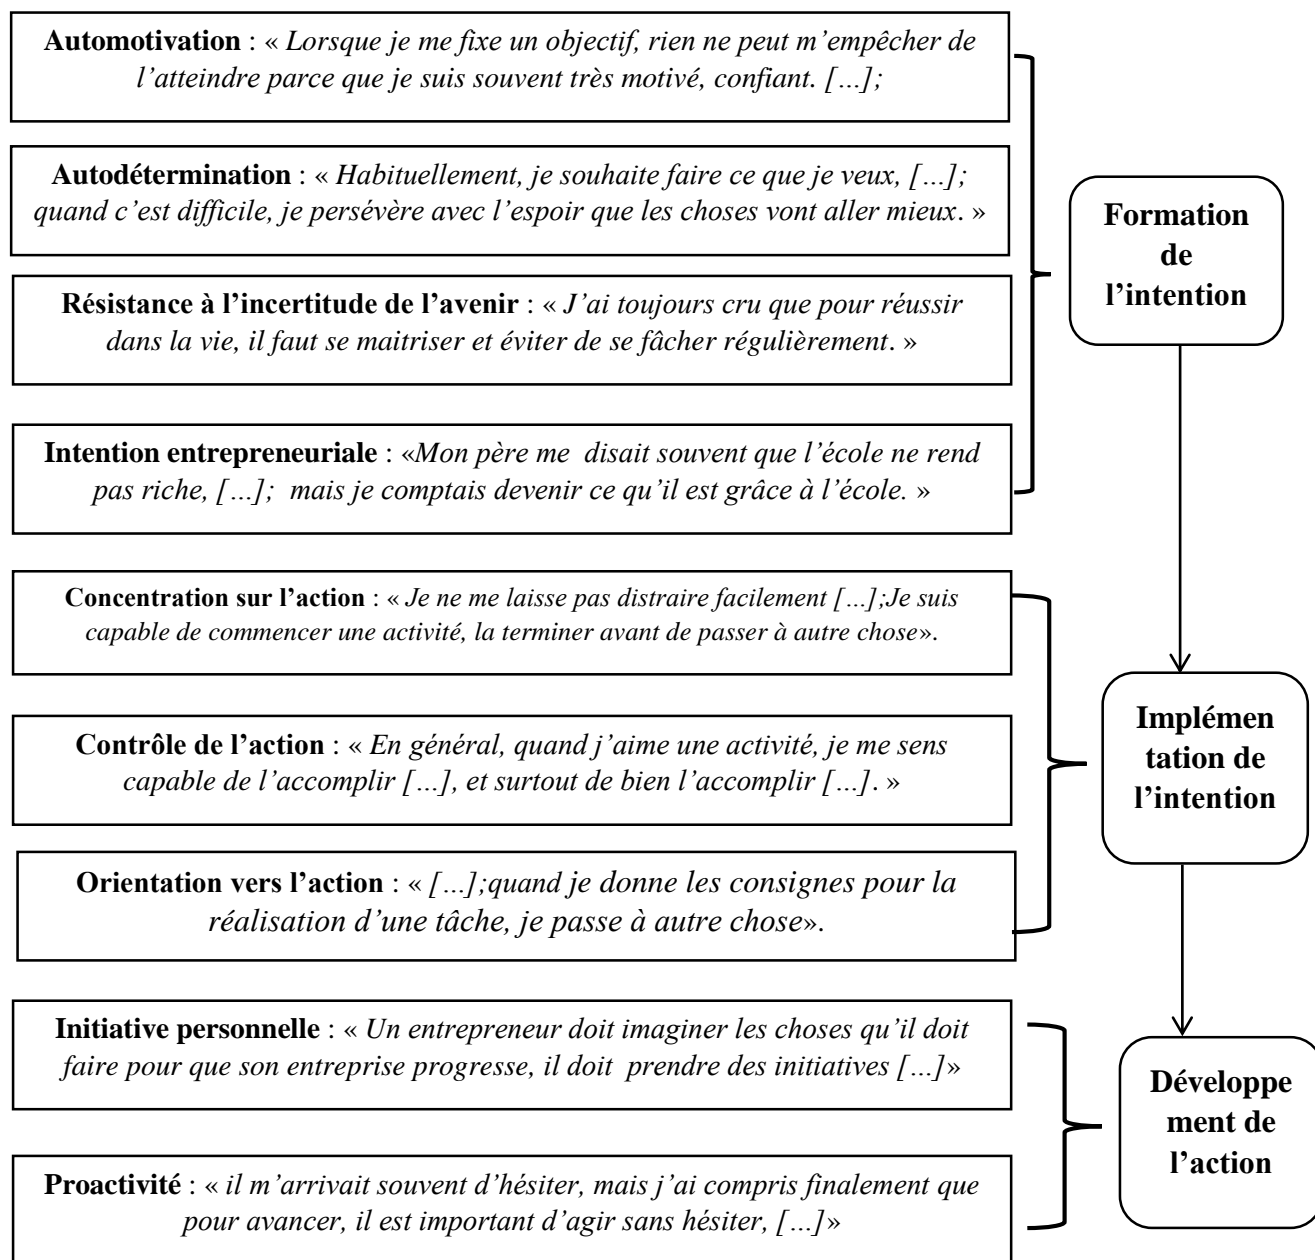 Automotivation : « Lorsque je me fixe un objectif, rien ne peut m’empêcher de
l’atteindre parce que je suis souvent très motivé, confiant. […];
Autodétermination : « Habituellement, je souhaite faire ce que je veux, […];
quand c’est difficile, je persévère avec l’espoir que les choses vont aller mieux. »
Résistance à l’incertitude de l’avenir : « J’ai toujours cru que pour réussir
dans la vie, il faut se maitriser et éviter de se fâcher régulièrement. »
Intention entrepreneuriale : «Mon père me disait souvent que l’école ne rend
pas riche, […]; mais je comptais devenir ce qu’il est grâce à l’école. »
Formation
de
l’intention
Concentration sur l’action : « Je ne me laisse pas distraire facilement […];Je suis
capable de commencer une activité, la terminer avant de passer à autre chose».
Contrôle de l’action : « En général, quand j’aime une activité, je me sens
capable de l’accomplir […], et surtout de bien l’accomplir […]. »
Orientation vers l’action : « […];quand je donne les consignes pour la
réalisation d’une tâche, je passe à autre chose».
Implémen
tation de
l’intention
Initiative personnelle : « Un entrepreneur doit imaginer les choses qu’il doit
faire pour que son entreprise progresse, il doit prendre des initiatives […]»
Proactivité : « il m’arrivait souvent d’hésiter, mais j’ai compris finalement que
pour avancer, il est important d’agir sans hésiter, […]»
Développe
ment de
l’action